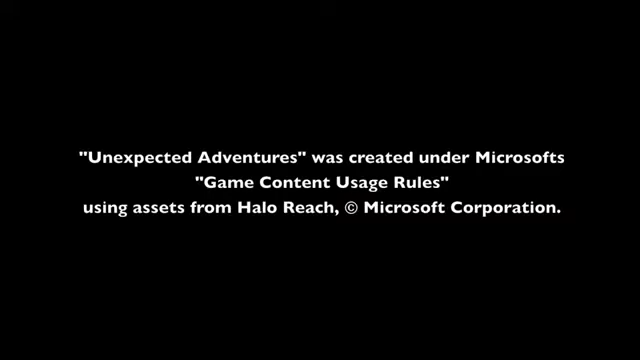 "Unexpected Adventures" was created under Microsofts
"Game Content Usage Rules"
using assets from Halo Reach, © Microsoft Corporation.